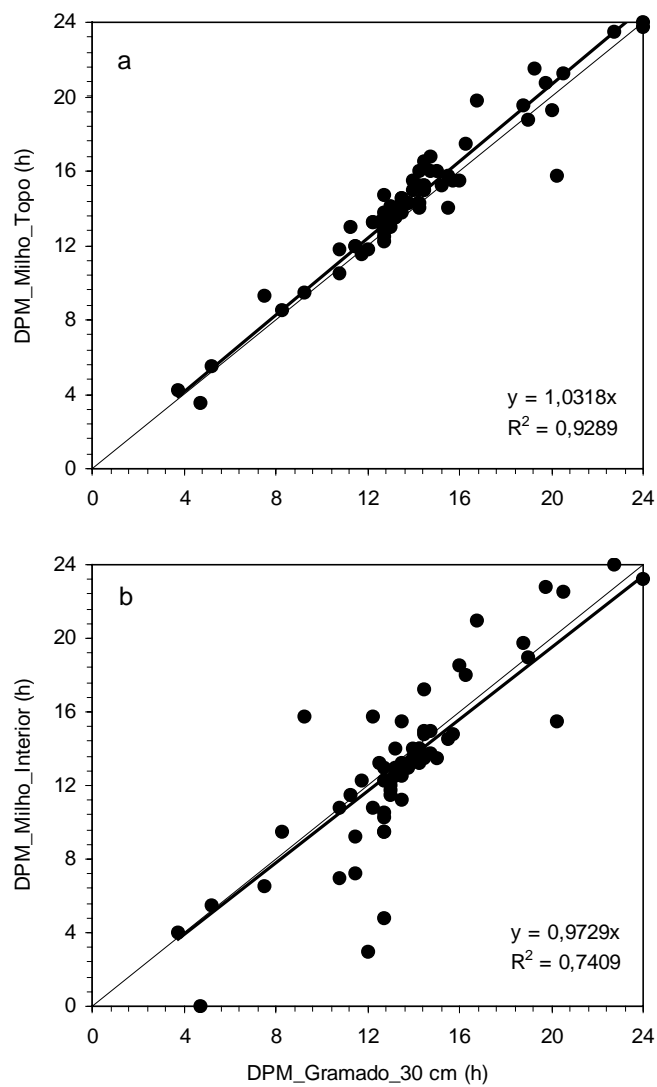 24
a
20
16
12
8
4
0
DPM_Milho_Topo (h)
y = 1,0318x
R² = 0,9289
0 4 8 12 16 20 24
24
b
20
16
12
8
4
0
DPM_Milho_Interior (h)
y = 0,9729x
R² = 0,7409
0 4 8 12 16 20 24
DPM_Gramado_30 cm (h)